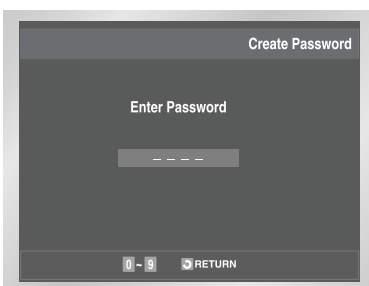 Create Password
Enter Password
_ _ _ _
0 ~ 9 RETURN